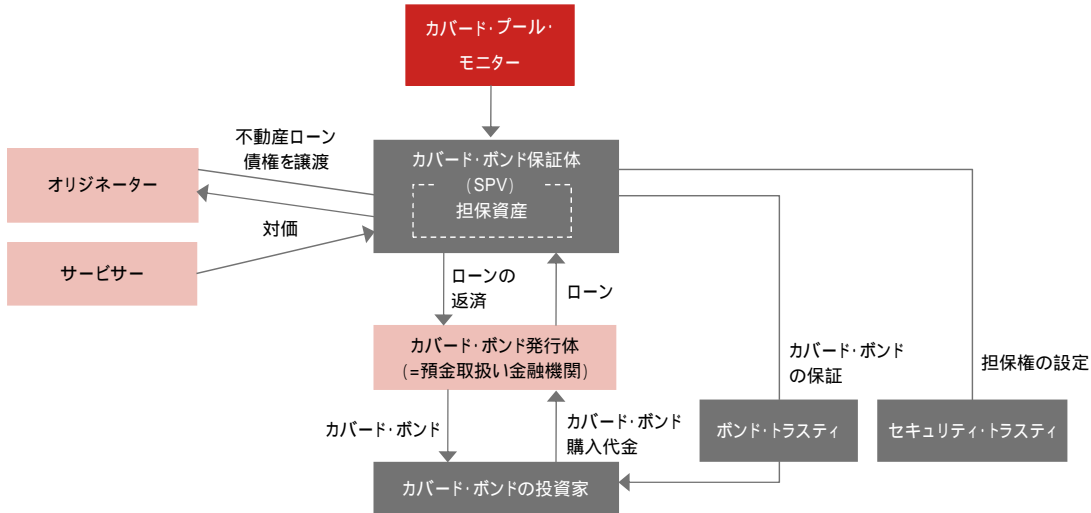 カバード・プール・
モニター
不動産ローン
債権を譲渡
オリジネーター
カバード・ボンド保証体
(SPV)
担保資産
対価
サービサー
ローンの
返済
ローン
カバード・ボンド発行体
(=預金取扱い金融機関)
カバード・ボンド
の保証
担保権の設定
カバード・ボンド
カバード・ボンド
購入代金
ボンド・トラスティ
セキュリティ・トラスティ
カバード・ボンドの投資家